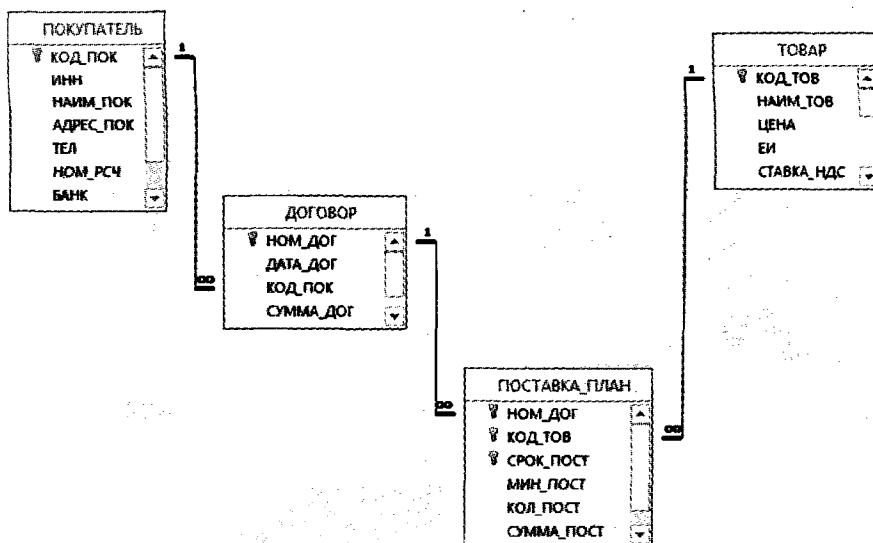 ПОКУПАТЕЛЬ
КОД_ПОК
ИНН
НАИМ_ПОК
АДРЕС_ПОК
ТЕЛ
НОМ_РСЧ
БАНК
1
∞
ДОГОВОР
НОМ_ДОГ
ДАТА_ДОГ
КОД_ПОК
СУММА_ДОГ
1
∞
ТОВАР
КОД_ТОВ
НАИМ_ТОВ
ЦЕНА
ЕИ
СТАВКА_НДС
1
∞
ПОСТАВКА_ПЛАН
НОМ_ДОГ
КОД_ТОВ
СРОК_ПОСТ
МИН_ПОСТ
КОЛ_ПОСТ
СУММА_ПОСТ